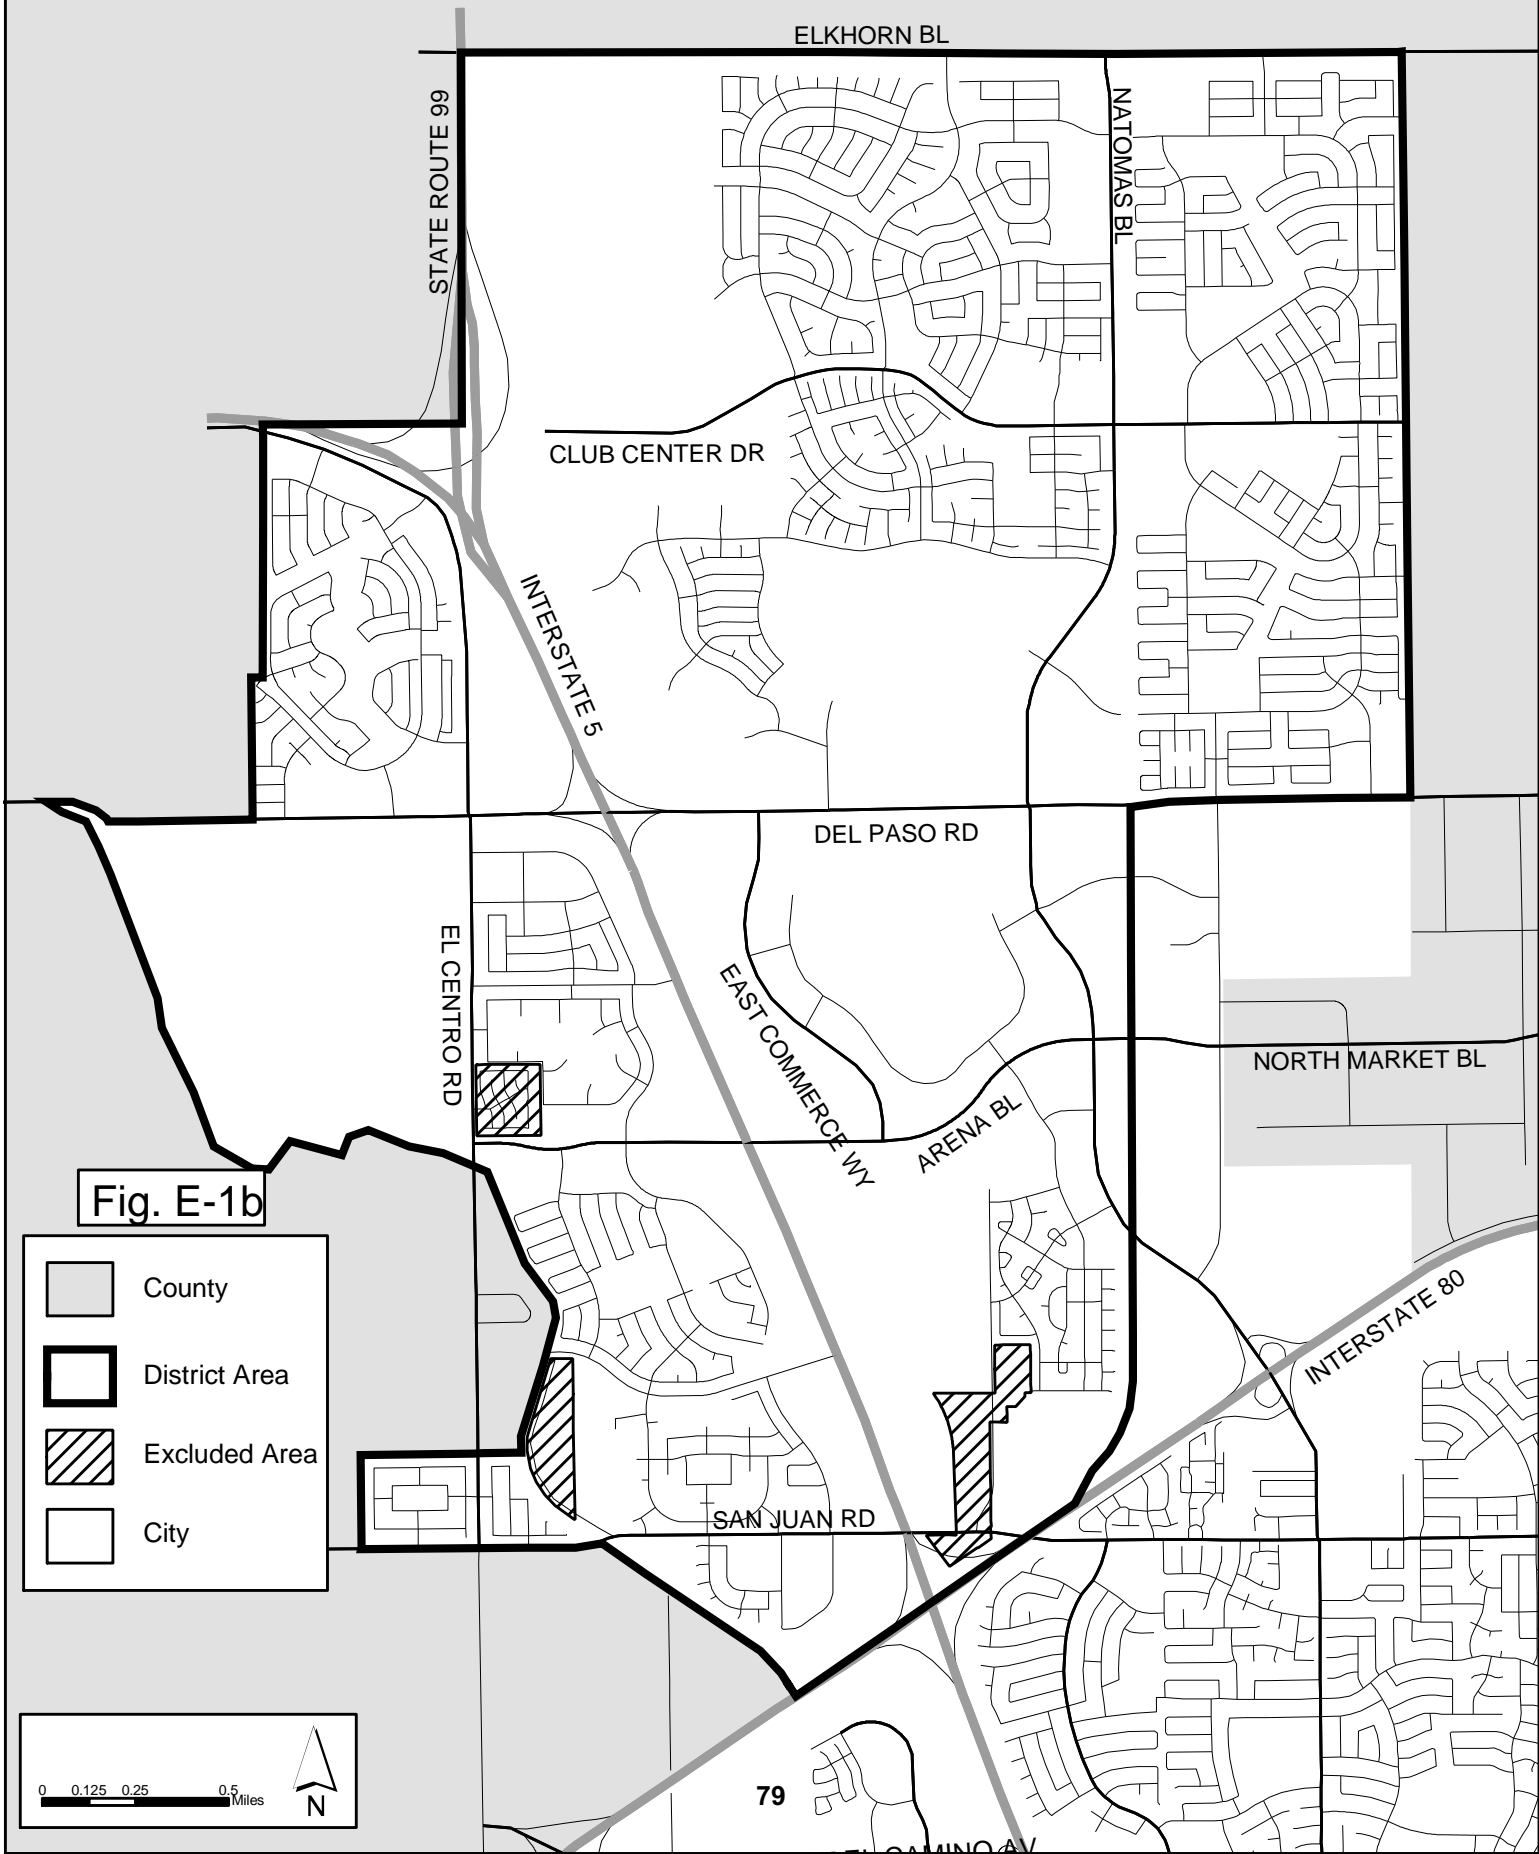 ELKHORN BL
STATE ROUTE 99
NATOMAS BL
CLUB CENTER DR
INTERSTATE 5
DEL PASO RD
EL CENTRO RD
EAST COMMERCE WY
NORTH MARKET BL
ARENA BL
Fig. E-1b
County
District Area
Excluded Area
City
INTERSTATE 80
SAN JUAN RD
0 0.125 0.25 0.5
Miles
N
79
CAMINO AV